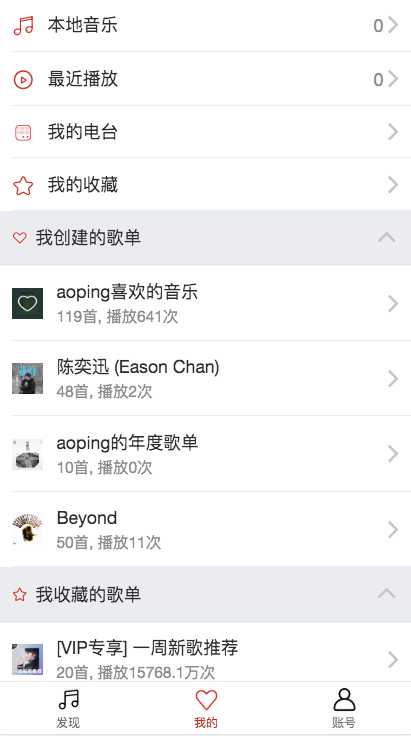 本地音乐 0
最近播放 0
我的电台
我的收藏
我创建的歌单
aoping喜欢的音乐
119首, 播放641次
陈奕迅 (Eason Chan)
48首, 播放2次
aoping的年度歌单
10首, 播放0次
Beyond
50首, 播放11次
我收藏的歌单
[VIP专享] 一周新歌推荐
20首, 播放15768.1万次
发现 我的 账号